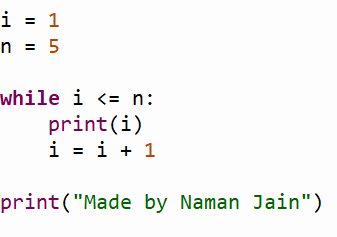 i = 1
n = 5
while i <= n:
    print(i)
    i = i + 1
print("Made by Naman Jain")